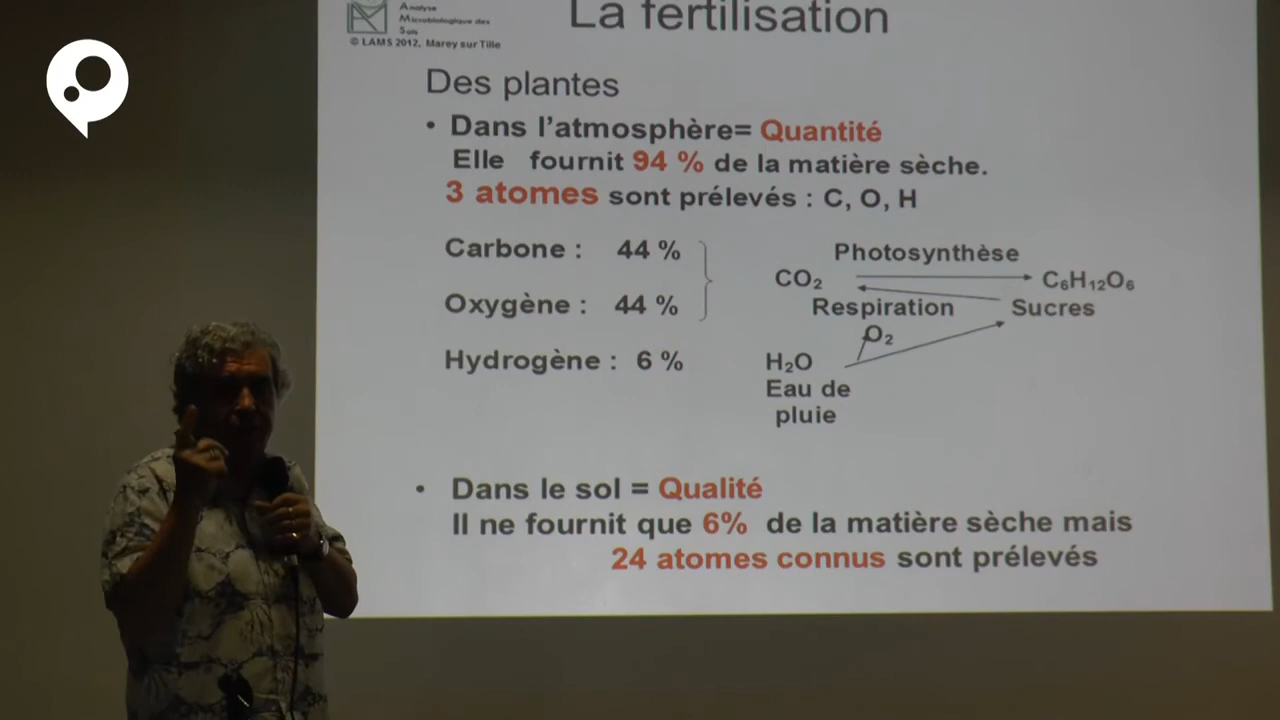 La fertilisation
Analyse
Microbiologique des
Sols
© LAMS 2012, Marey sur Tille
Des plantes
• Dans l'atmosphère= Quantité
Elle fournit 94 % de la matière sèche.
3 atomes sont prélevés : C, O, H
Carbone : 44 %
Oxygène : 44 %
Hydrogène : 6 %
Photosynthèse
CO₂
C₆H₁₂O₆
Respiration
Sucres
O₂
H₂O
Eau de
pluie
• Dans le sol = Qualité
Il ne fournit que 6% de la matière sèche mais
24 atomes connus sont prélevés